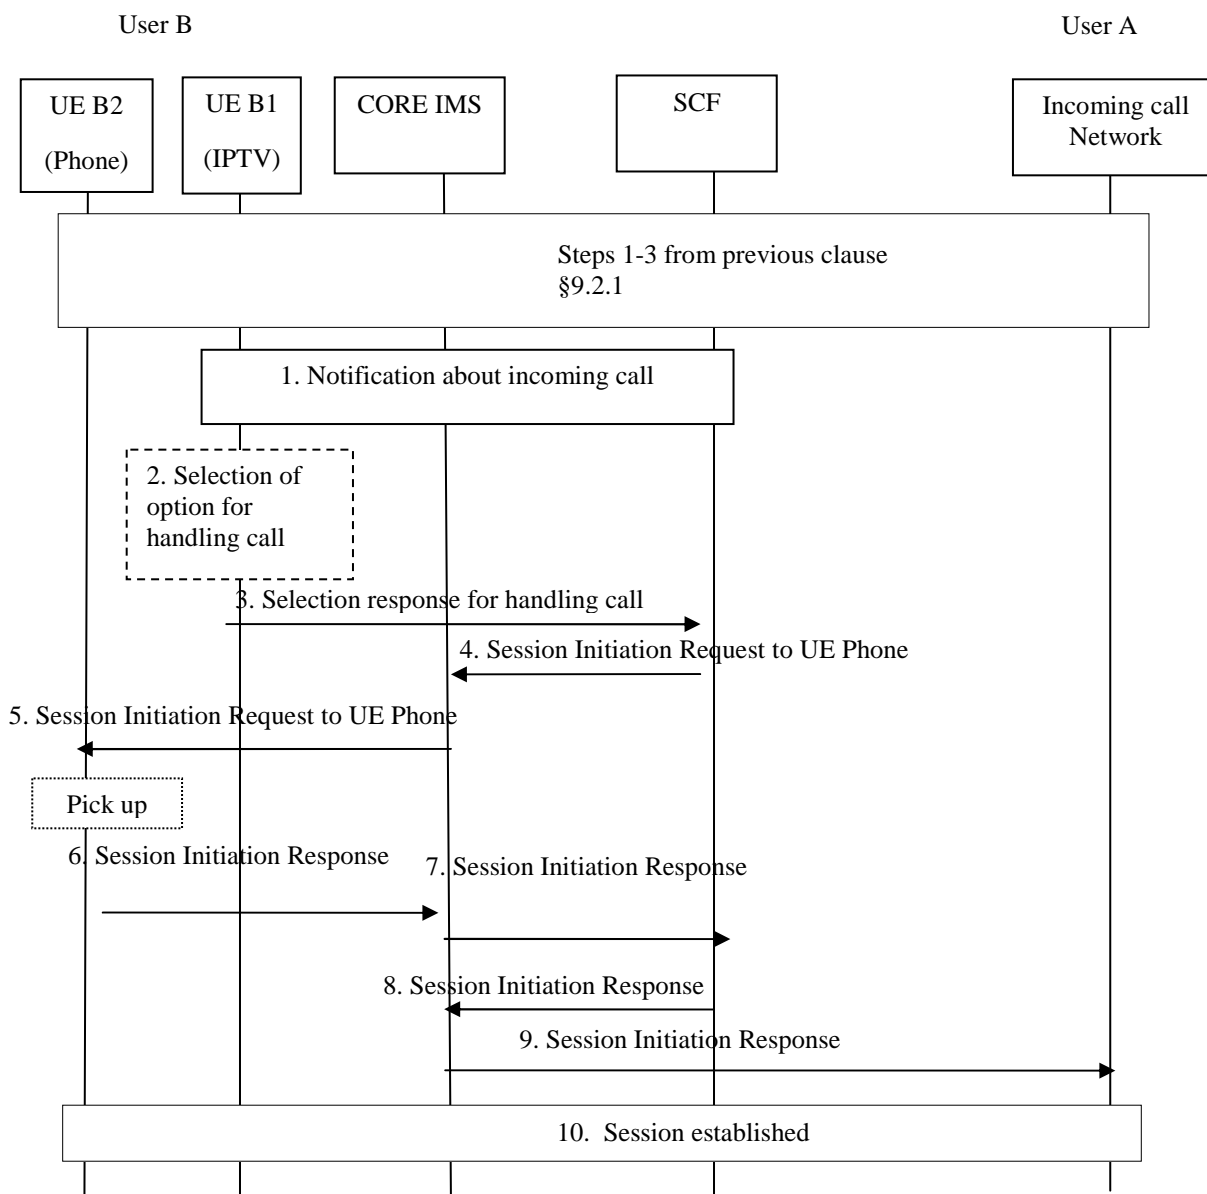 User B
User A
UE B2
(Phone)
UE B1
(IPTV)
CORE IMS
SCF
Incoming call
Network
Steps 1-3 from previous clause
§9.2.1
1. Notification about incoming call
2. Selection of
option for
handling call
3. Selection response for handling call
4. Session Initiation Request to UE Phone
5. Session Initiation Request to UE Phone
Pick up
6. Session Initiation Response
7. Session Initiation Response
8. Session Initiation Response
9. Session Initiation Response
10. Session established